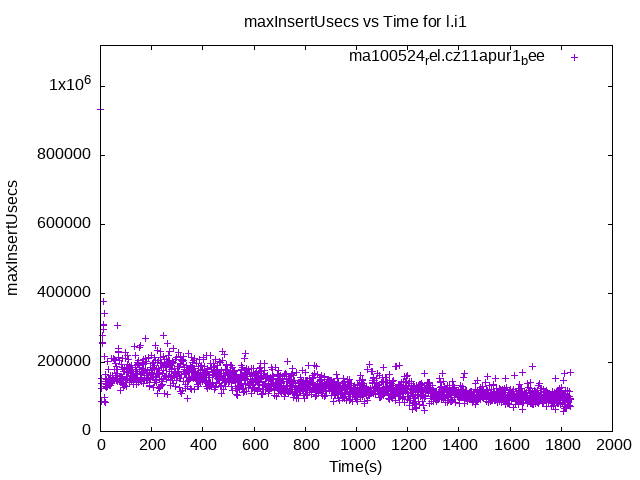 maxInsertUsecs vs Time for l.i1
ma100524rel.cz11apur1bee
1x10^6
800000
600000
400000
200000
0
maxInsertUsecs
0 200 400 600 800 1000 1200 1400 1600 1800 2000
Time(s)